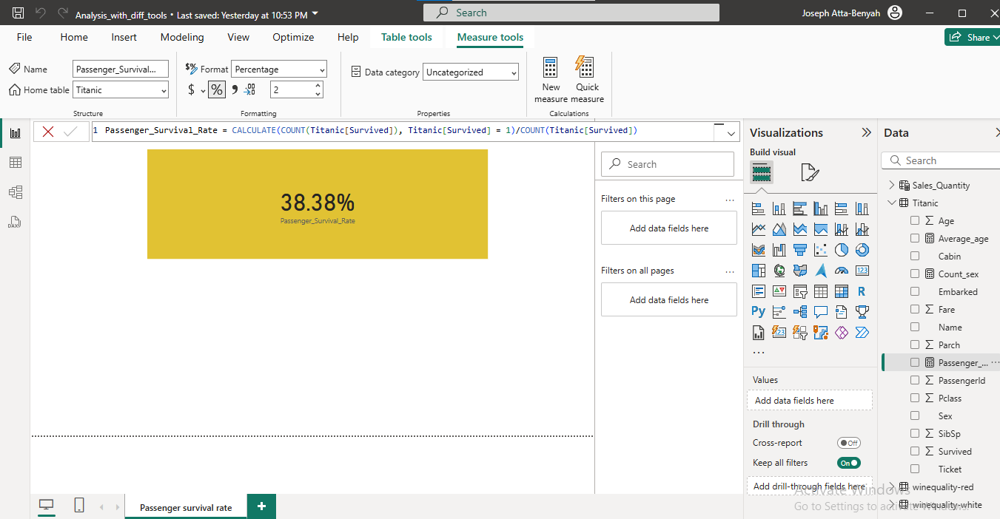 Analysis_with_diff_tools • Last saved: Yesterday at 10:53 PM
Search
Joseph Atta-Benyah
File Home Insert Modeling View Optimize Help Table tools Measure tools
Share
Name Passenger_Survival...
Home table Titanic
Structure
$% Format Percentage
$ % 9 .00 2
Formatting
Data category Uncategorized
Properties
New measure
Quick measure
Calculations
1 Passenger_Survival_Rate = CALCULATE(COUNT(Titanic[Survived]), Titanic[Survived] = 1)/COUNT(Titanic[Survived])
38.38%
Passenger_Survival_Rate
Search
Filters on this page ...
Add data fields here
Filters on all pages ...
Add data fields here
Visualizations
Build visual
123
R
Py
123
...
Values
Add data fields here
Drill through
Cross-report Off
Keep all filters On
Add drill-through fields here
Data
Search
Sales_Quantity
Titanic
Age
Average_age
Cabin
Count_sex
Embarked
Fare
Name
Parch
Passenger_... ...
PassengerId
Pclass
Sex
SibSp
Survived
Ticket
winequality-red
winequality-white
Activate Windows
Go to Settings to activate Windows.
DAX
Passenger survival rate +